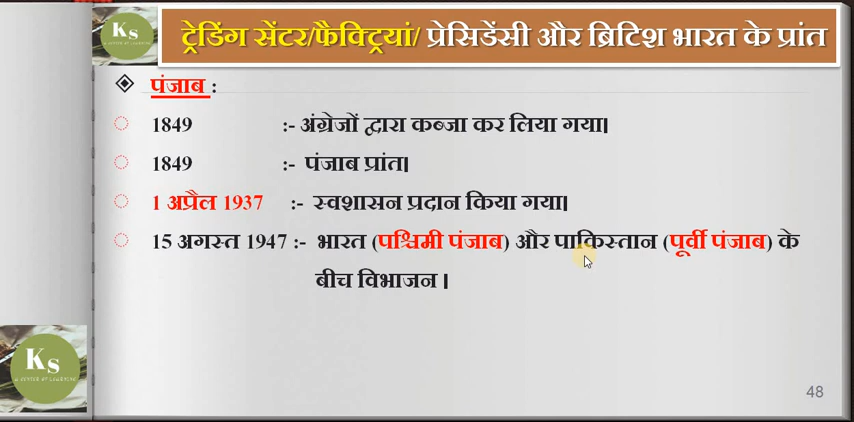 ट्रेडिंग सेंटर/फैक्ट्रियां/ प्रेसिडेंसी और ब्रिटिश भारत के प्रांत
Ks
पंजाब :
1849 :- अंग्रेजों द्वारा कब्जा कर लिया गया।
1849 :- पंजाब प्रांत।
1 अप्रैल 1937 :- स्वशासन प्रदान किया गया।
15 अगस्त 1947 :- भारत (पश्चिमी पंजाब) और पाकिस्तान (पूर्वी पंजाब) के
बीच विभाजन ।
Ks
48